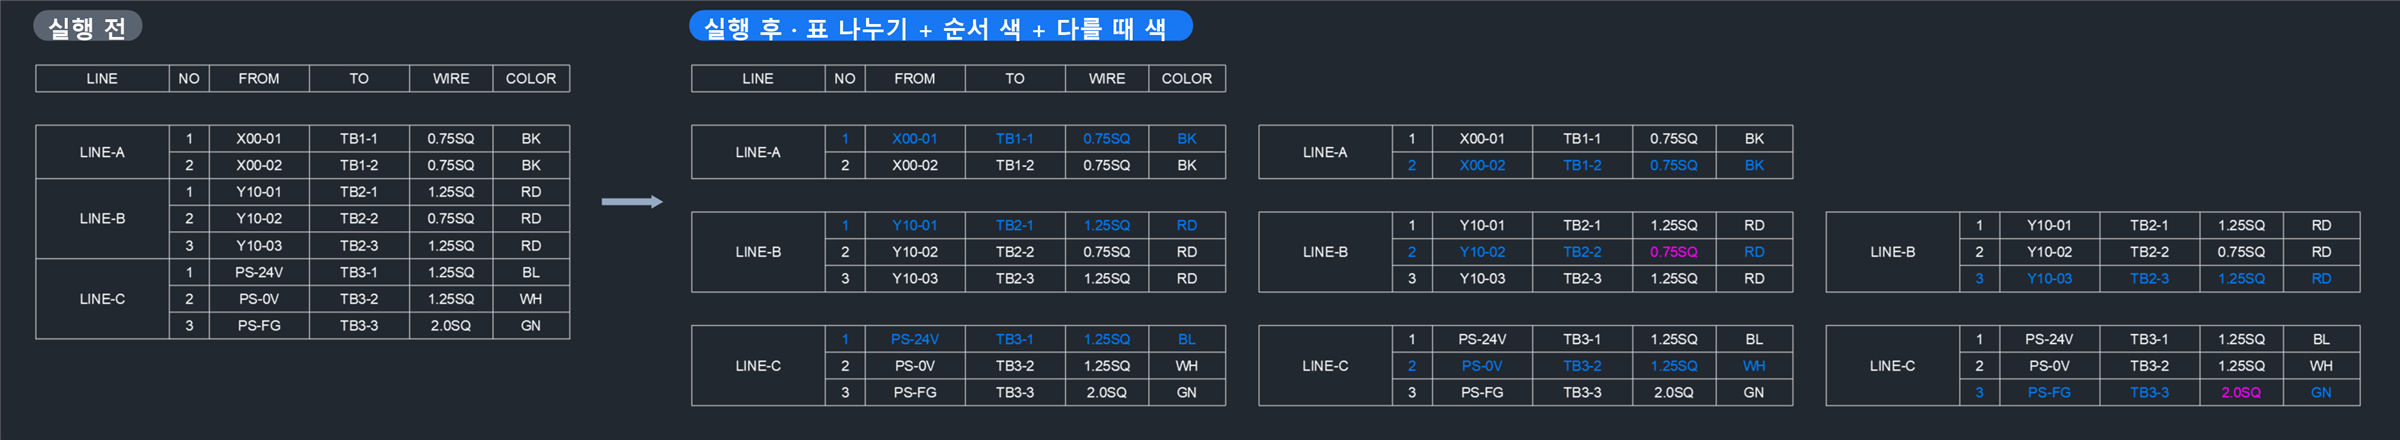 실행 전
실행 후 · 표 나누기 + 순서 색 + 다를 때 색
LINE NO FROM TO WIRE COLOR
LINE-A
1 X00-01 TB1-1 0.75SQ BK
2 X00-02 TB1-2 0.75SQ BK
LINE-B
1 Y10-01 TB2-1 1.25SQ RD
2 Y10-02 TB2-2 0.75SQ RD
3 Y10-03 TB2-3 1.25SQ RD
LINE-C
1 PS-24V TB3-1 1.25SQ BL
2 PS-0V TB3-2 1.25SQ WH
3 PS-FG TB3-3 2.0SQ GN
LINE NO FROM TO WIRE COLOR
LINE-A
1 X00-01 TB1-1 0.75SQ BK
2 X00-02 TB1-2 0.75SQ BK
LINE-A
1 X00-01 TB1-1 0.75SQ BK
2 X00-02 TB1-2 0.75SQ BK
LINE-B
1 Y10-01 TB2-1 1.25SQ RD
2 Y10-02 TB2-2 0.75SQ RD
3 Y10-03 TB2-3 1.25SQ RD
LINE-B
1 Y10-01 TB2-1 1.25SQ RD
2 Y10-02 TB2-2 0.75SQ RD
3 Y10-03 TB2-3 1.25SQ RD
LINE-B
1 Y10-01 TB2-1 1.25SQ RD
2 Y10-02 TB2-2 0.75SQ RD
3 Y10-03 TB2-3 1.25SQ RD
LINE-C
1 PS-24V TB3-1 1.25SQ BL
2 PS-0V TB3-2 1.25SQ WH
3 PS-FG TB3-3 2.0SQ GN
LINE-C
1 PS-24V TB3-1 1.25SQ BL
2 PS-0V TB3-2 1.25SQ WH
3 PS-FG TB3-3 2.0SQ GN
LINE-C
1 PS-24V TB3-1 1.25SQ BL
2 PS-0V TB3-2 1.25SQ WH
3 PS-FG TB3-3 2.0SQ GN